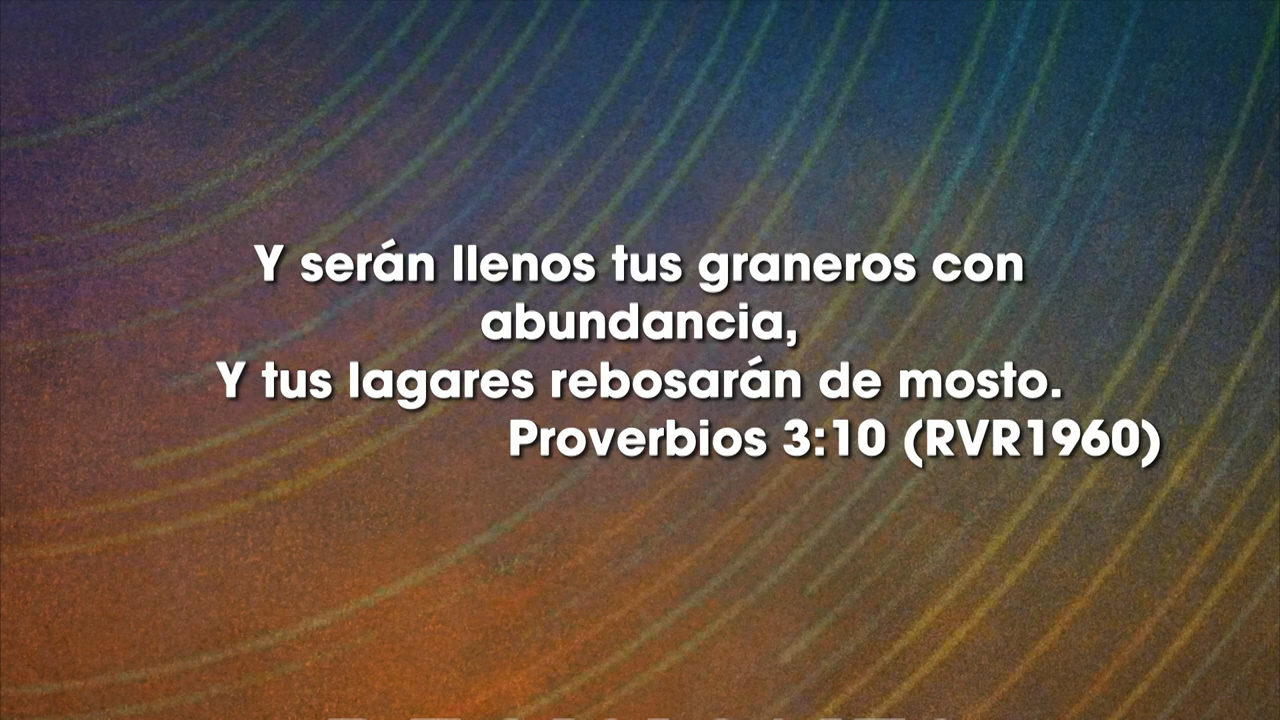 Y serán llenos tus graneros con
abundancia,
Y tus lagares rebosarán de mosto.
Proverbios 3:10 (RVR1960)